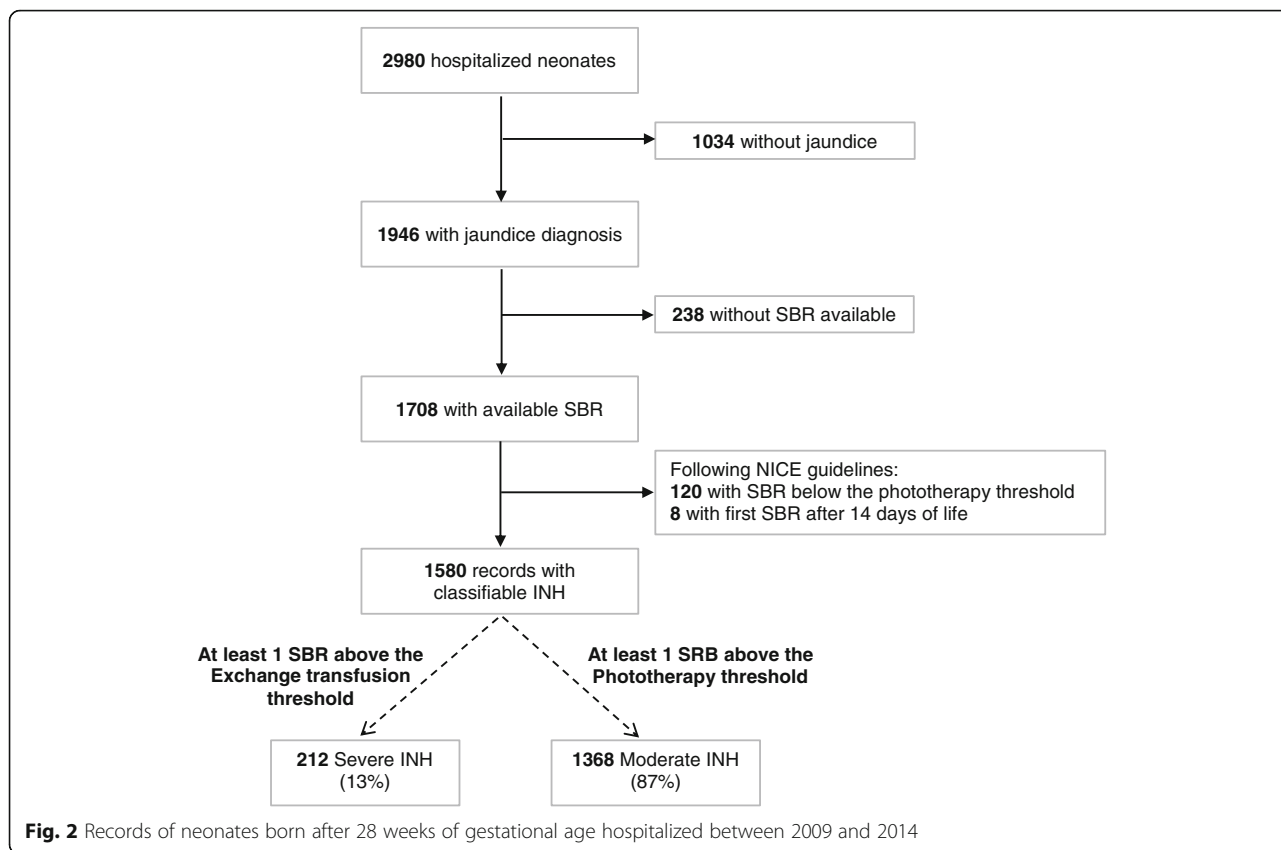 2980 hospitalized neonates
1034 without jaundice
1946 with jaundice diagnosis
238 without SBR available
1708 with available SBR
Following NICE guidelines:
120 with SBR below the phototherapy threshold
8 with first SBR after 14 days of life
1580 records with
classifiable INH
At least 1 SBR above the
Exchange transfusion
threshold
At least 1 SRB above the
Phototherapy threshold
212 Severe INH
(13%)
1368 Moderate INH
(87%)
Fig. 2 Records of neonates born after 28 weeks of gestational age hospitalized between 2009 and 2014